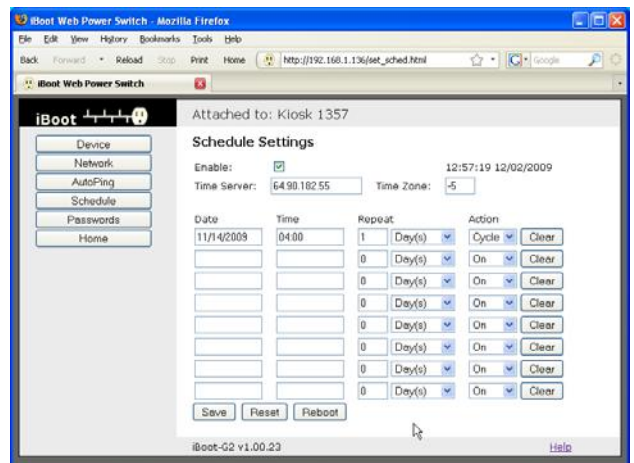 iBoot Web Power Switch - Mozilla Firefox
File Edit View History Bookmarks Tools Help
Back Forward Reload Stop Print Home http://192.168.1.136/set_sched.html Google
iBoot Web Power Switch
iBoot
Attached to: Kiosk 1357
Device
Network
AutoPing
Schedule
Passwords
Home
Schedule Settings
Enable: 12:57:19 12/02/2009
Time Server: 64.90.182.55 Time Zone: -5
Date Time Repeat Action
11/14/2009 04:00 1 Day(s) Cycle Clear
0 Day(s) On Clear
0 Day(s) On Clear
0 Day(s) On Clear
0 Day(s) On Clear
0 Day(s) On Clear
0 Day(s) On Clear
0 Day(s) On Clear
Save Reset Reboot
iBoot-G2 v1.00.23 Help